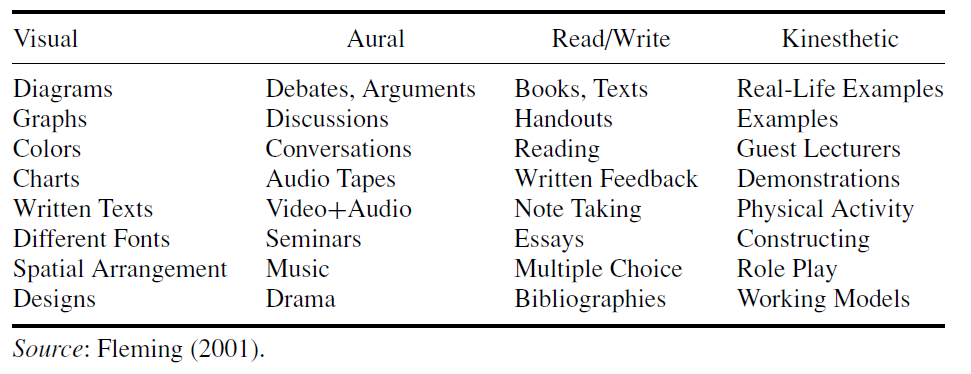 Visual Aural Read/Write Kinesthetic
Diagrams Debates, Arguments Books, Texts Real-Life Examples
Graphs Discussions Handouts Examples
Colors Conversations Reading Guest Lecturers
Charts Audio Tapes Written Feedback Demonstrations
Written Texts Video+Audio Note Taking Physical Activity
Different Fonts Seminars Essays Constructing
Spatial Arrangement Music Multiple Choice Role Play
Designs Drama Bibliographies Working Models
Source: Fleming (2001).